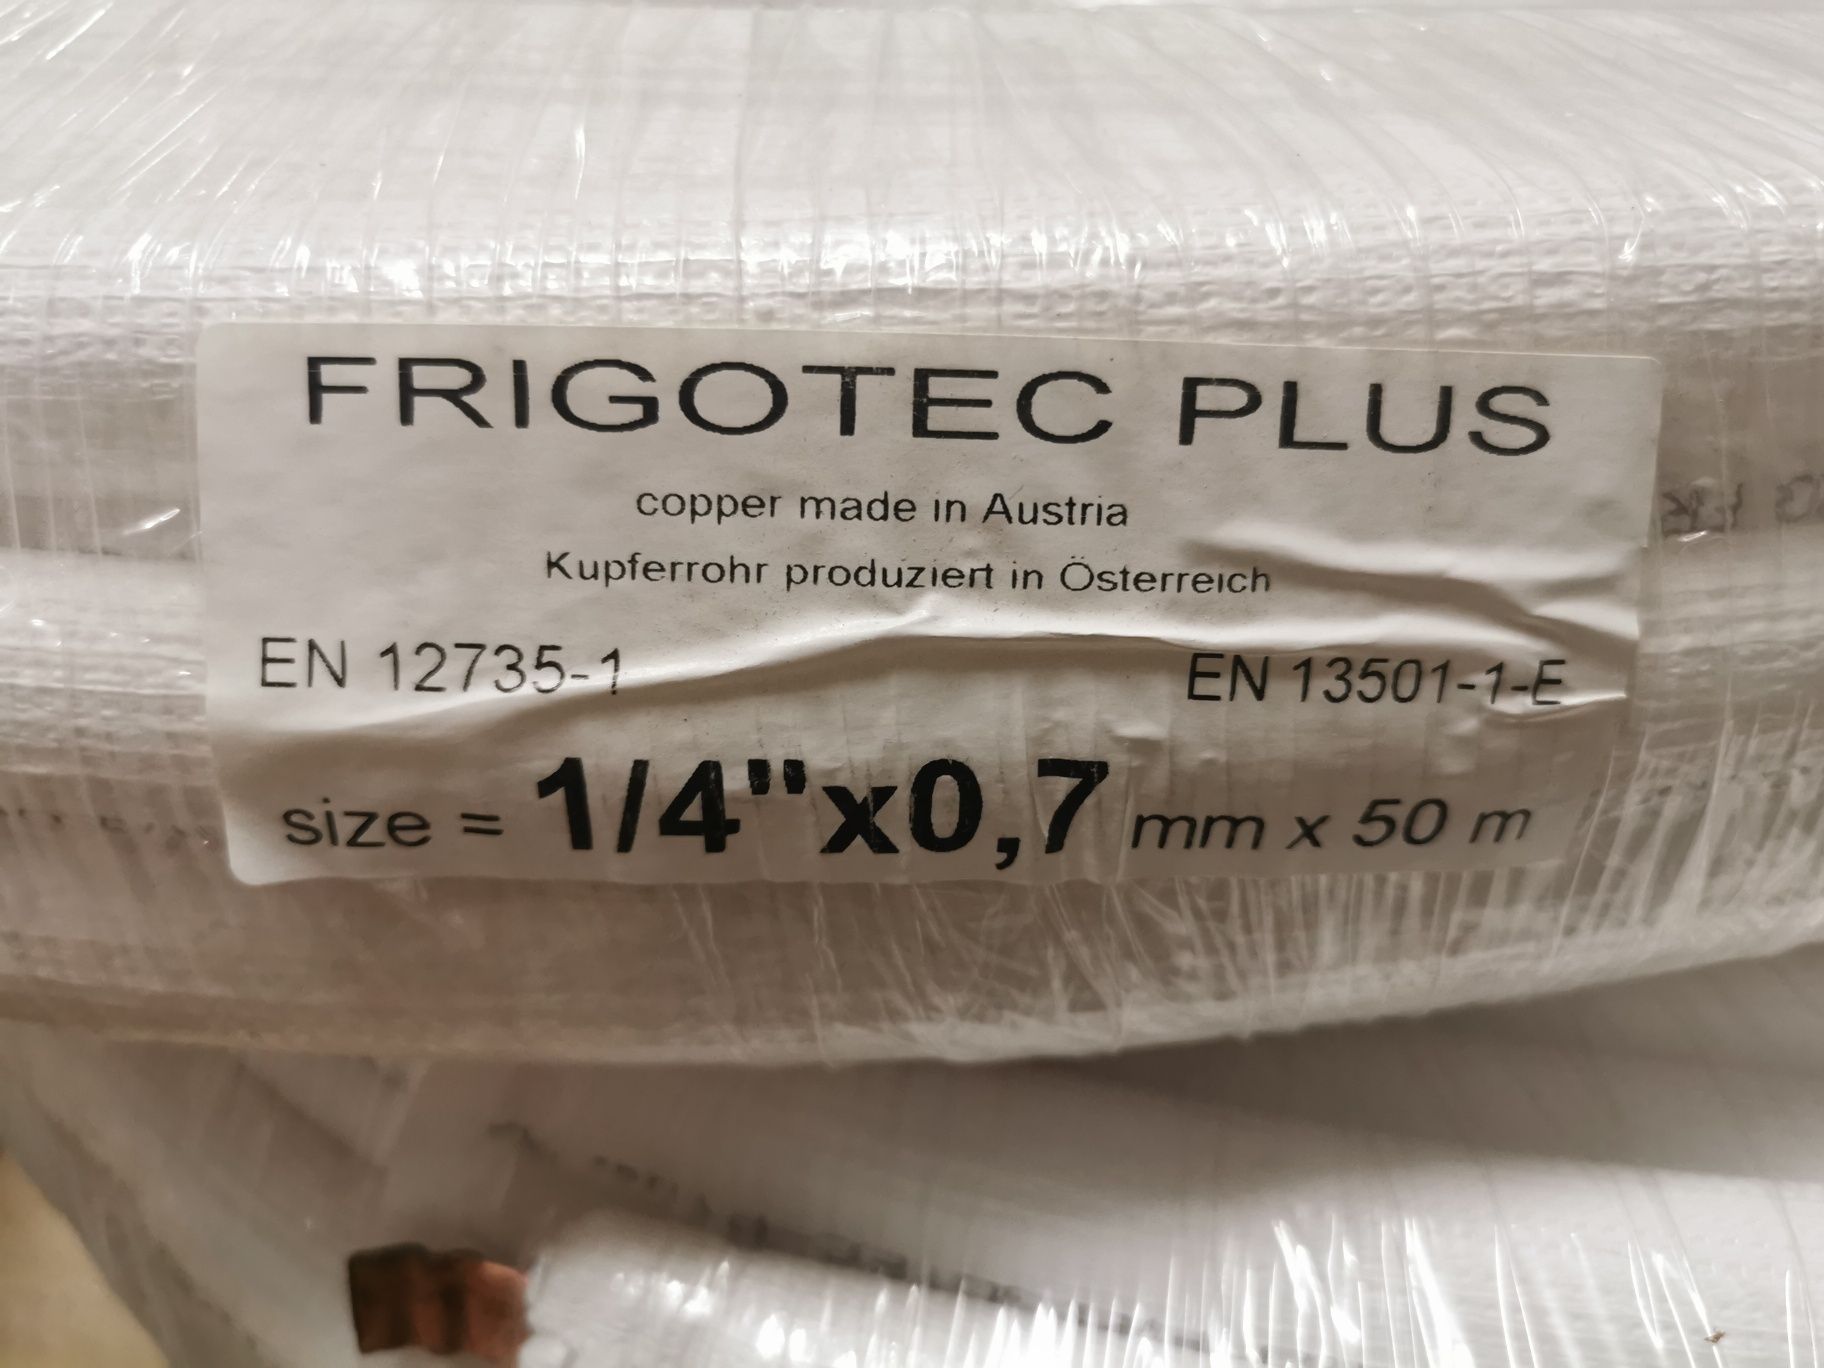 FRIGOTEC PLUS
copper made in Austria
Kupferrohr produziert in Österreich
EN 12735-1 EN 13501-1-E
size = 1/4"x0,7 mm x 50 m